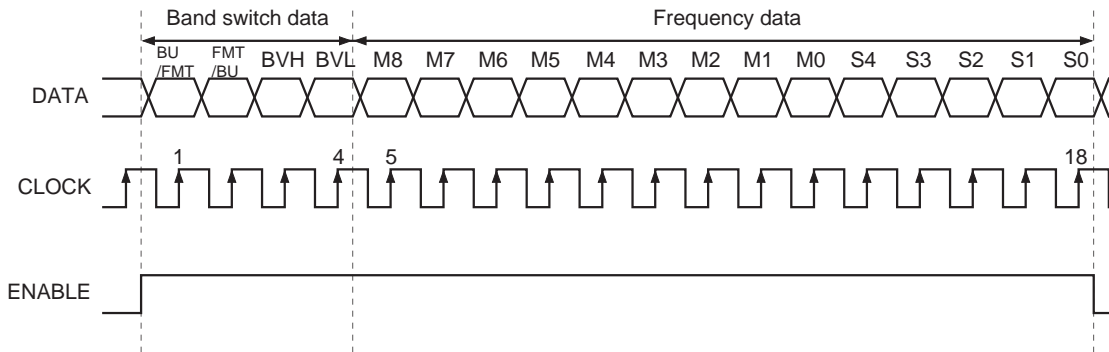 Band switch data
Frequency data
BU
/FMT
FMT
/BU
BVH BVL M8 M7 M6 M5 M4 M3 M2 M1 M0 S4 S3 S2 S1 S0
DATA
1 4 5 18
CLOCK
ENABLE